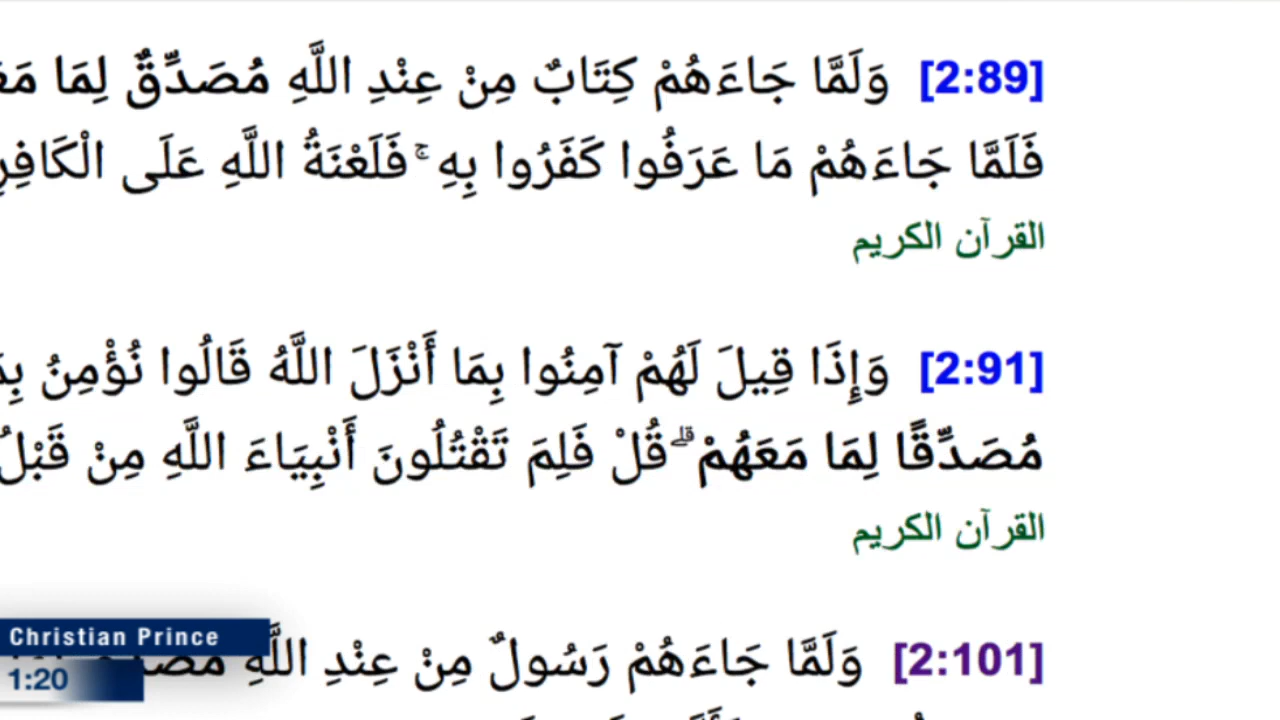 [2:89] وَلَمَّا جَاءَهُمْ كِتَابٌ مِنْ عِنْدِ اللَّهِ مُصَدِّقٌ لِمَا
فَلَمَّا جَاءَهُمْ مَا عَرَفُوا كَفَرُوا بِهِ ۚ فَلَعْنَةُ اللَّهِ عَلَى
القرآن الكريم
[2:91] وَإِذَا قِيلَ لَهُمْ آمِنُوا بِمَا أَنْزَلَ اللَّهُ قَالُوا نُؤْمِنُ
مُصَدِّقًا لِمَا مَعَهُمْ ۗ قُلْ فَلِمَ تَقْتُلُونَ أَنْبِيَاءَ اللَّهِ مِنْ قَبْلُ
القرآن الكريم
Christian Prince
[2:101] وَلَمَّا جَاءَهُمْ رَسُولٌ مِنْ عِنْدِ اللَّهِ
1:20